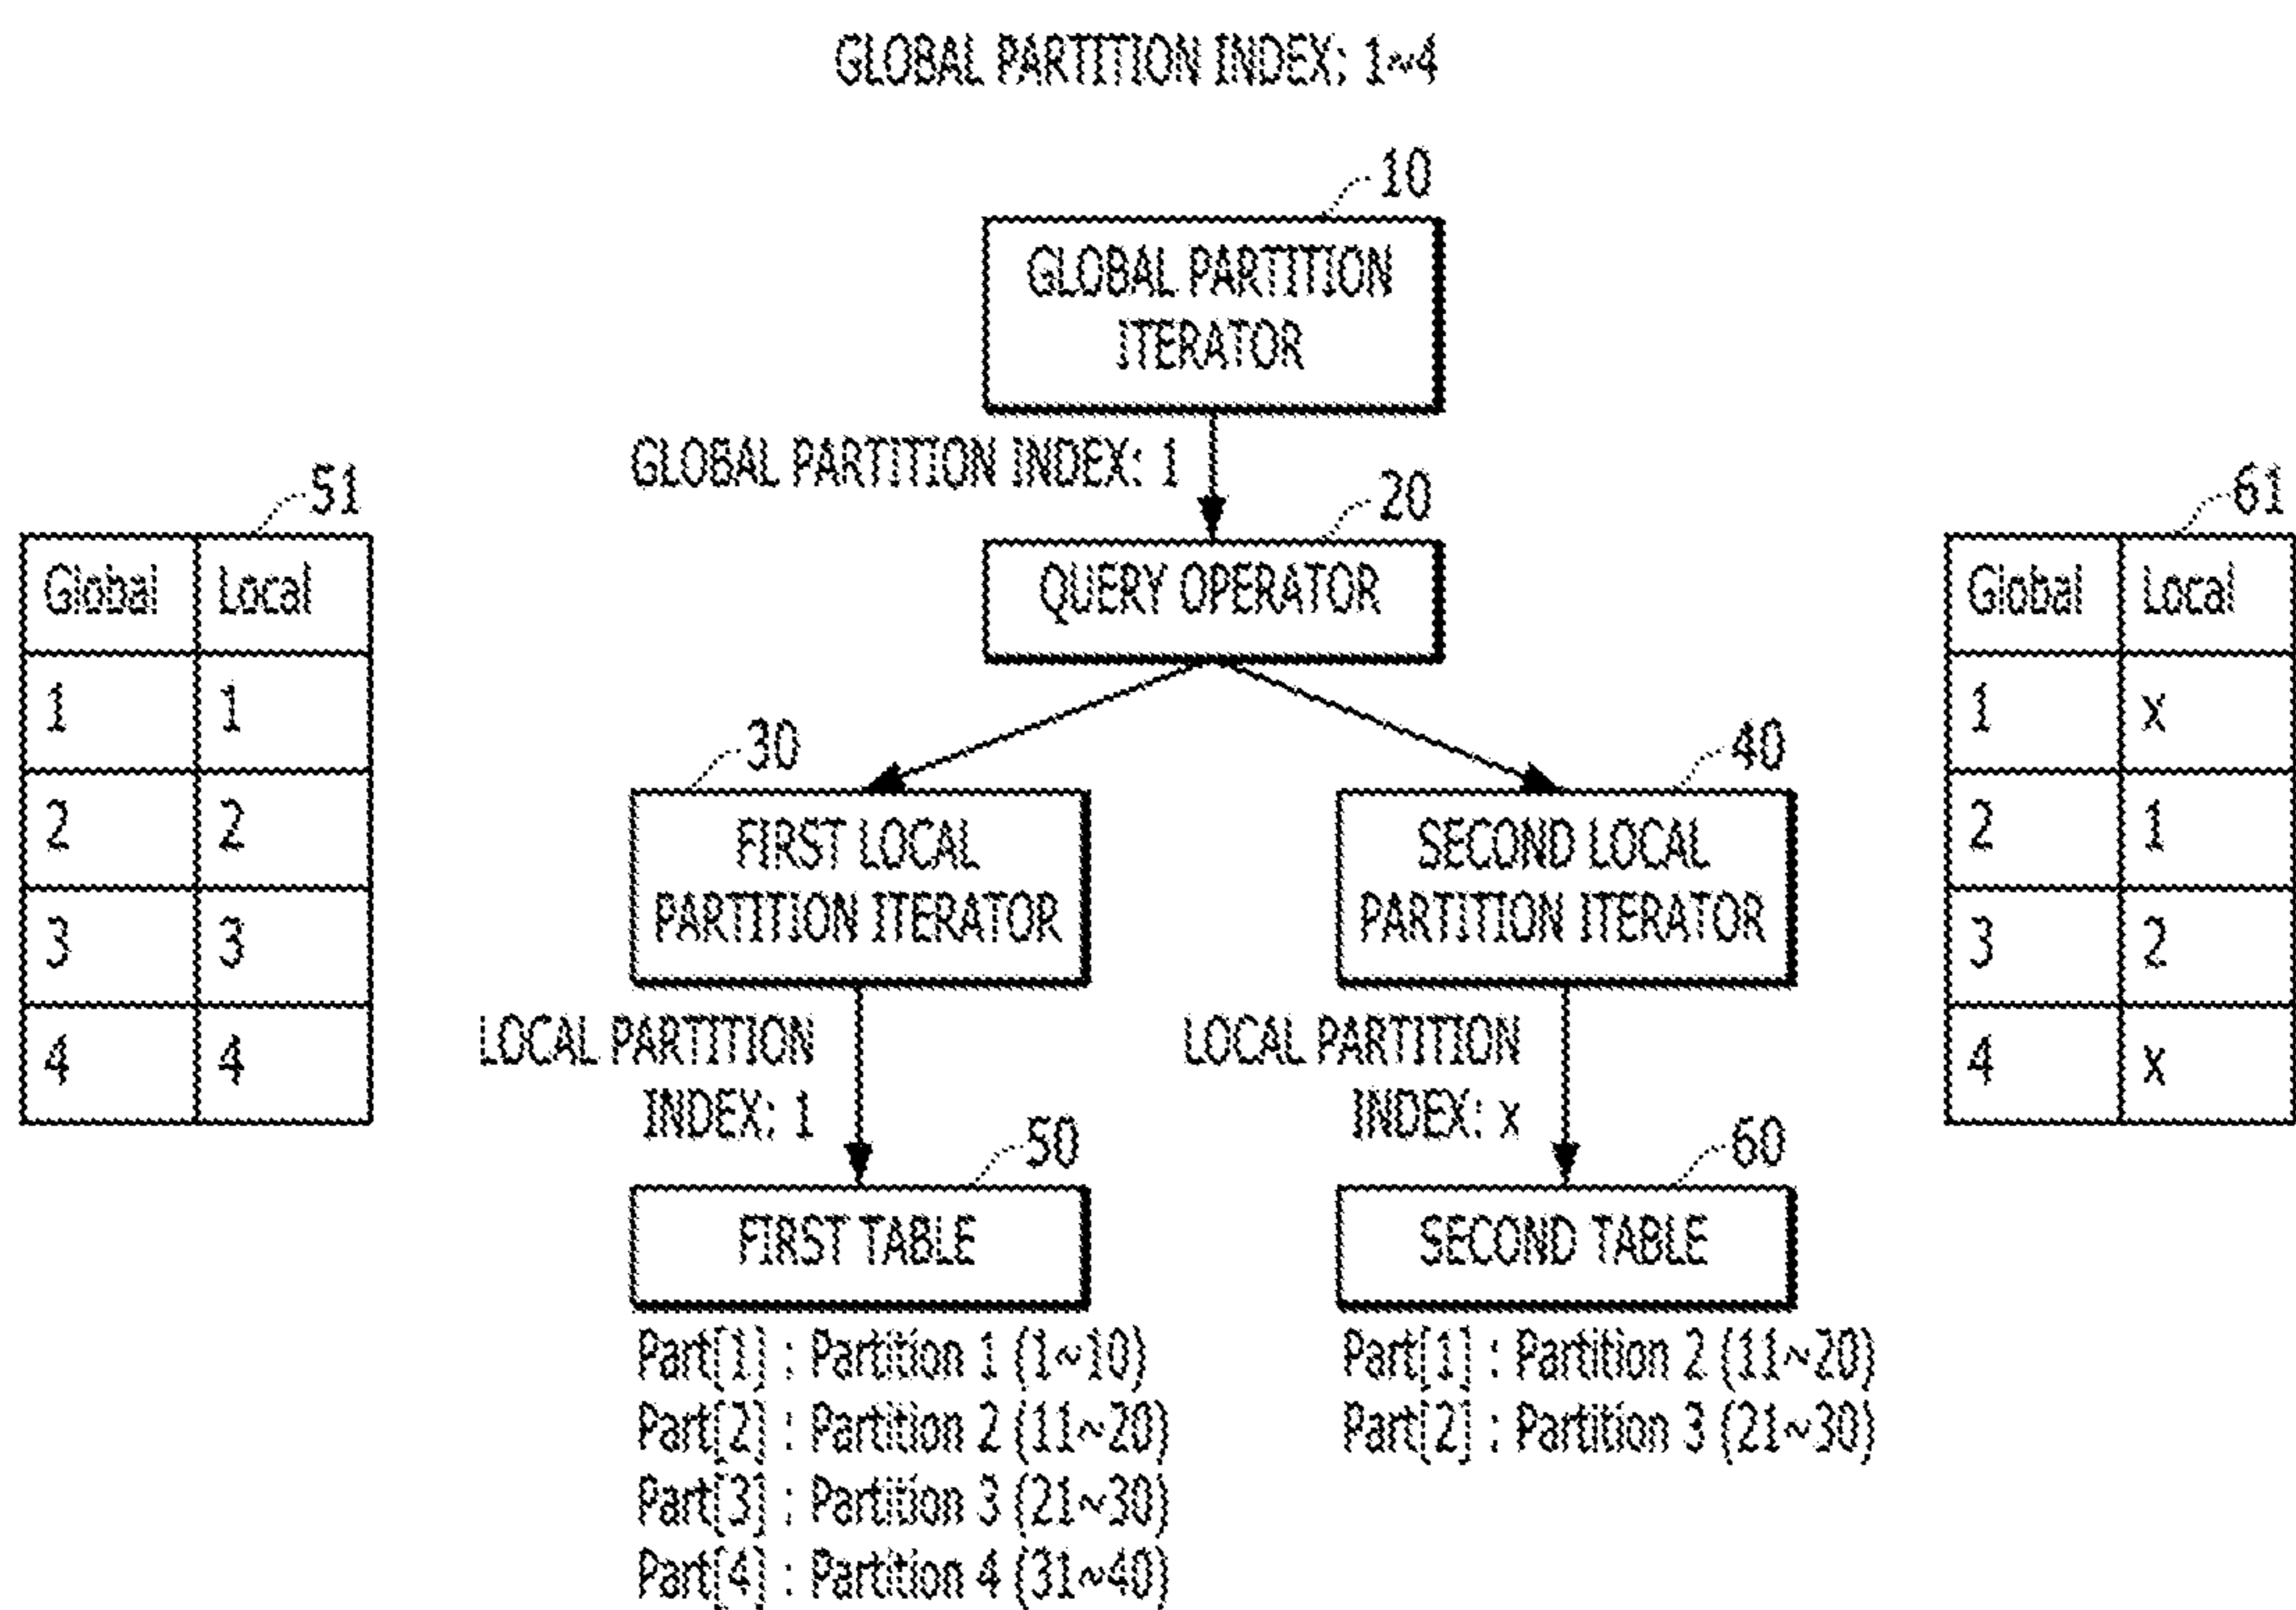 GLOBAL PARTITION INDEX: 1~4
10
GLOBAL PARTITION
ITERATOR
GLOBAL PARTITION INDEX: 1
20
QUERY OPERATOR
51
Global Local
1 1
2 2
3 3
4 4
61
Global Local
1 x
2 1
3 2
4 x
30
FIRST LOCAL
PARTITION ITERATOR
40
SECOND LOCAL
PARTITION ITERATOR
LOCAL PARTITION
INDEX: 1
LOCAL PARTITION
INDEX: x
50
FIRST TABLE
60
SECOND TABLE
Part[1] : Partition 1 (1~10)
Part[2] : Partition 2 (11~20)
Part[3] : Partition 3 (21~30)
Part[4] : Partition 4 (31~40)
Part[1] : Partition 2 (11~20)
Part[2] : Partition 3 (21~30)